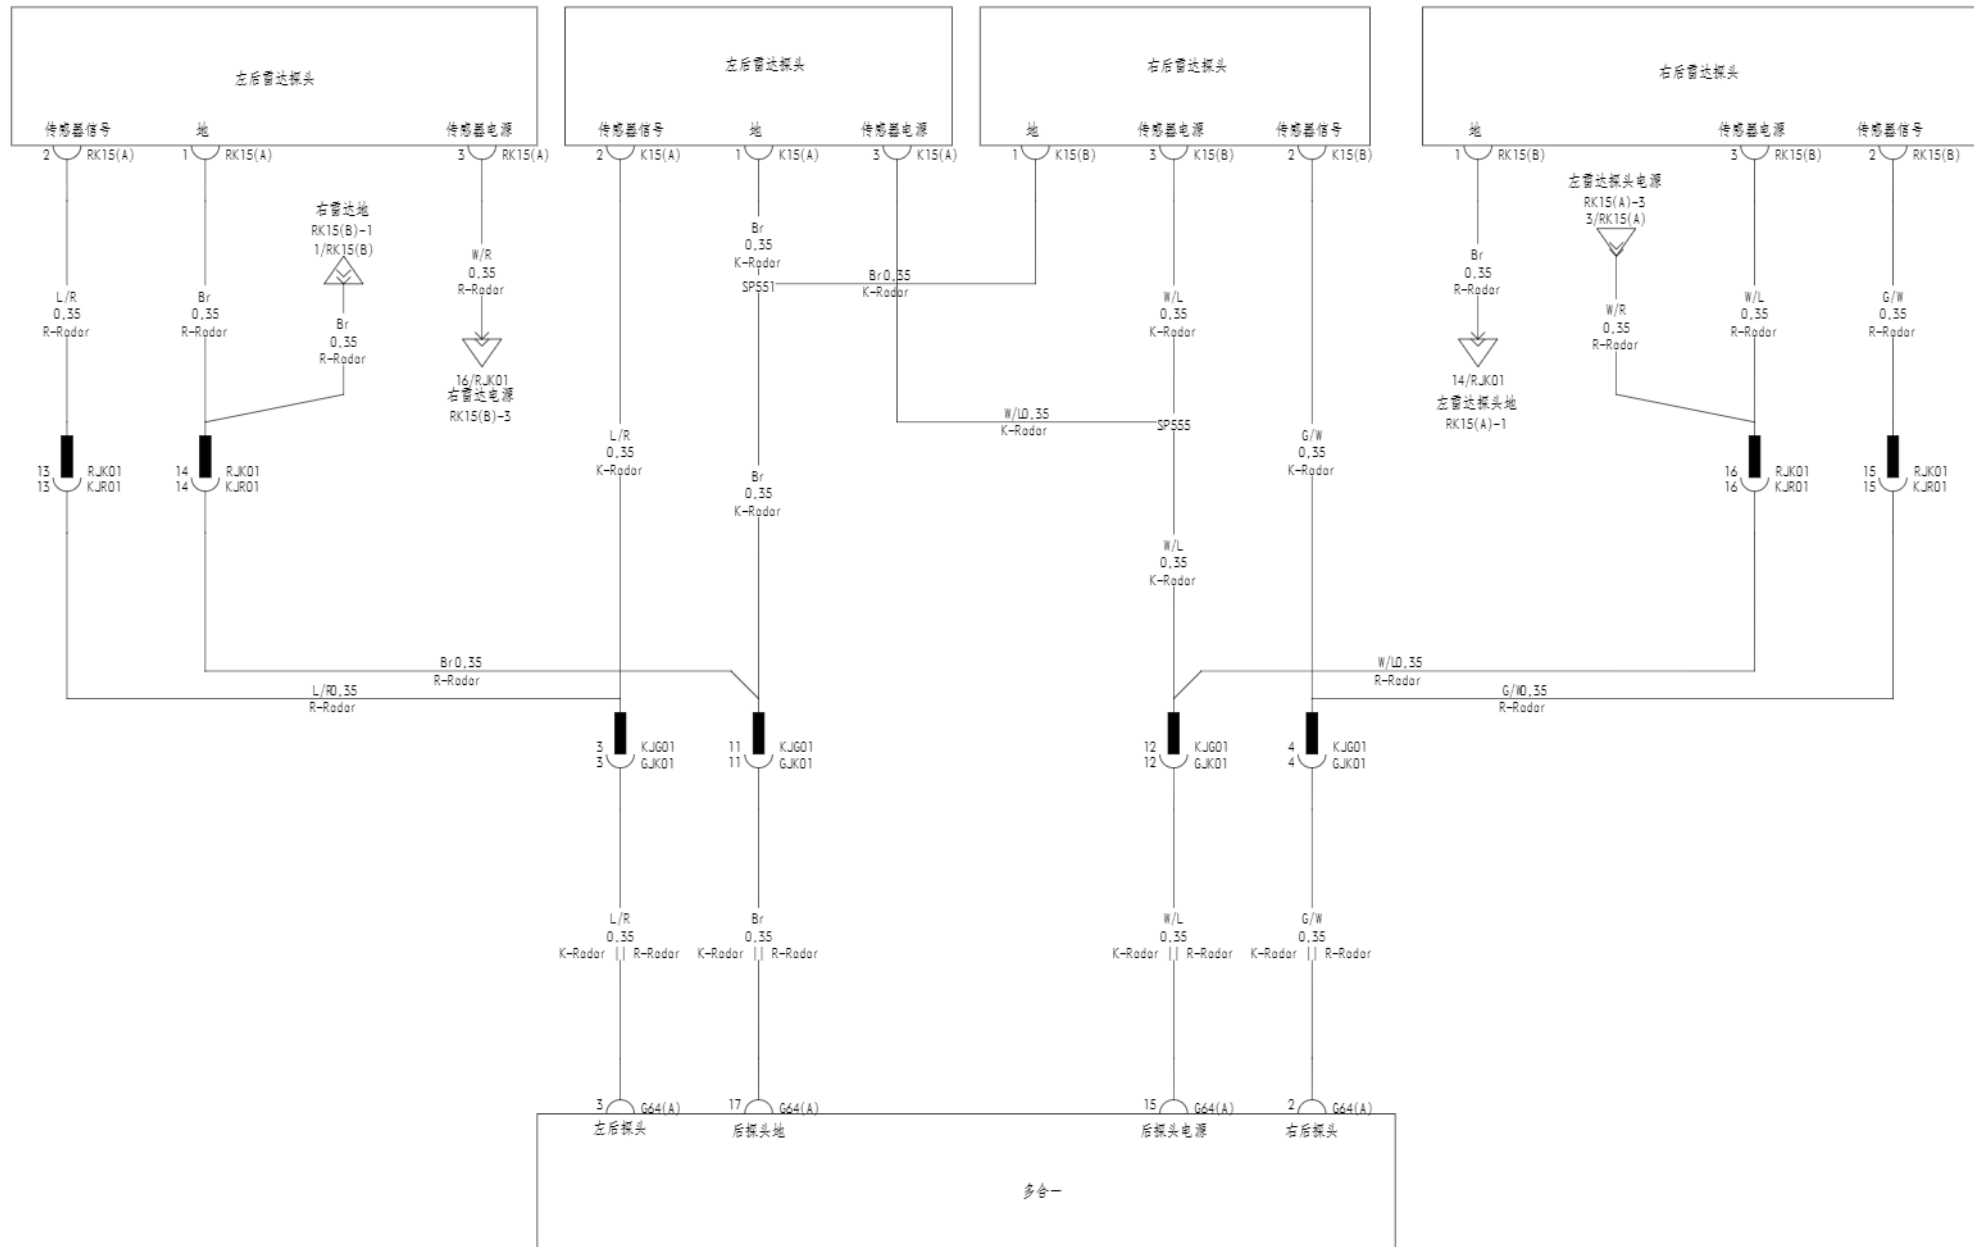 左后雷达探头
左后雷达探头
右后雷达探头
右后雷达探头
传感器信号 地 传感器电源
传感器信号 地 传感器电源
地 传感器电源 传感器信号
地 传感器电源 传感器信号
2 RK15(A) 1 RK15(A) 3 RK15(A)
2 K15(A) 1 K15(A) 3 K15(A)
1 K15(B) 3 K15(B) 2 K15(B)
1 RK15(B) 3 RK15(B) 2 RK15(B)
右雷达地
RK15(B)-1
1/RK15(B)
左雷达探头电源
RK15(A)-3
3/RK15(A)
L/R
0,35
R-Radar
Br
0,35
R-Radar
Br
0,35
R-Radar
W/R
0,35
R-Radar
16/RJK01
右雷达电源
RK15(B)-3
Br
0,35
K-Radar
SP551
Br0,35
K-Radar
W/L
0,35
K-Radar
W/L0,35
K-Radar
SP555
L/R
0,35
K-Radar
Br
0,35
K-Radar
W/L
0,35
K-Radar
G/W
0,35
K-Radar
Br
0,35
R-Radar
14/RJK01
左雷达探头地
RK15(A)-1
W/R
0,35
R-Radar
W/L
0,35
R-Radar
G/W
0,35
R-Radar
13 RJK01
13 KJR01
14 RJK01
14 KJR01
16 RJK01
16 KJR01
15 RJK01
15 KJR01
Br0,35
R-Radar
L/R0,35
R-Radar
W/L0,35
R-Radar
G/W0,35
R-Radar
3 KJG01
3 GJK01
11 KJG01
11 GJK01
12 KJG01
12 GJK01
4 KJG01
4 GJK01
L/R
0,35
K-Radar || R-Radar
Br
0,35
K-Radar || R-Radar
W/L
0,35
K-Radar || R-Radar
G/W
0,35
K-Radar || R-Radar
3 G64(A) 17 G64(A) 15 G64(A) 2 G64(A)
左后探头 后探头地 后探头电源 右后探头
多合一